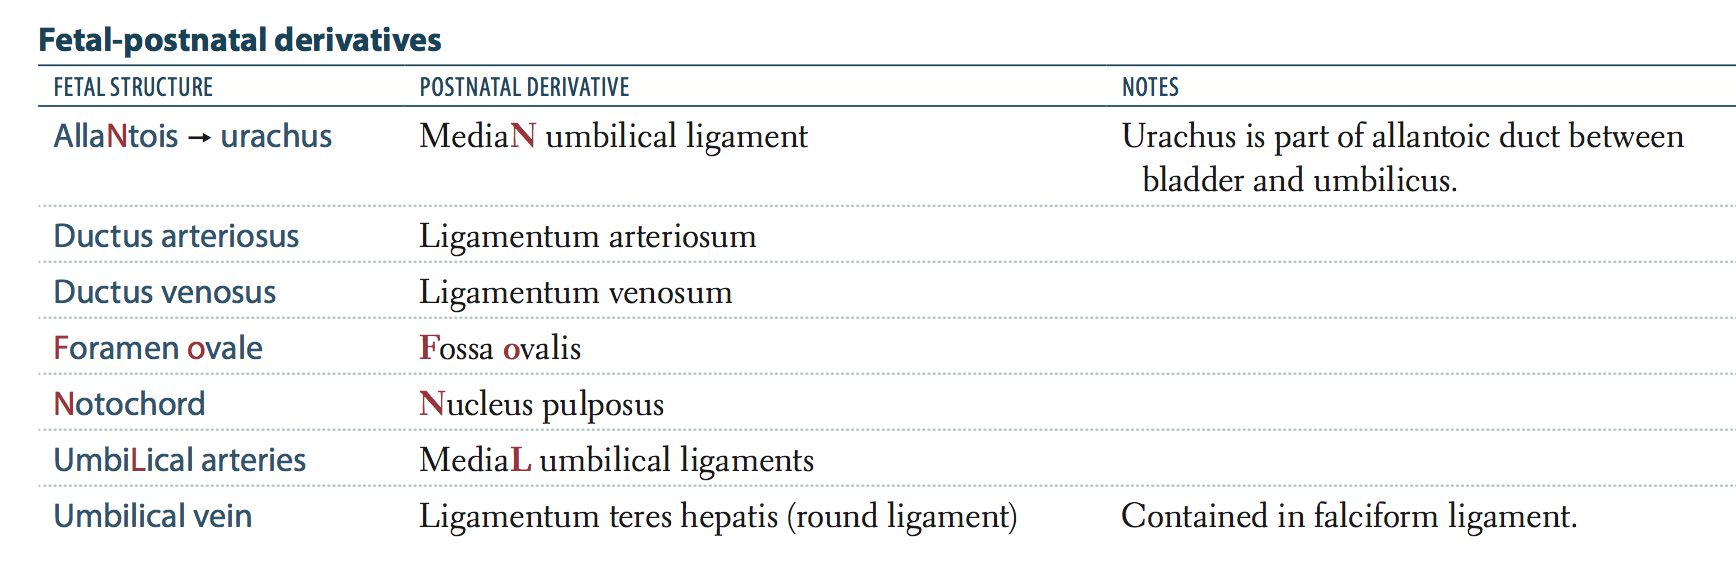 Fetal-postnatal derivatives
FETAL STRUCTURE POSTNATAL DERIVATIVE NOTES
AllaNtois → urachus MediaN umbilical ligament Urachus is part of allantoic duct between
bladder and umbilicus.
Ductus arteriosus Ligamentum arteriosum
Ductus venosus Ligamentum venosum
Foramen ovale Fossa ovalis
Notochord Nucleus pulposus
UmbiLical arteries MediaL umbilical ligaments
Umbilical vein Ligamentum teres hepatis (round ligament) Contained in falciform ligament.